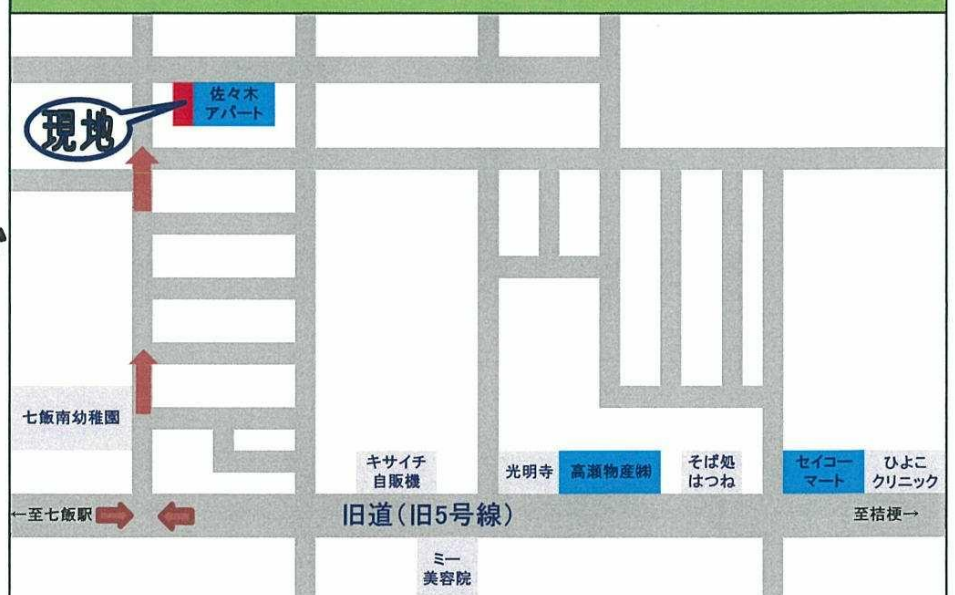 佐々木
アパート
現地
七飯南幼稚園
キサイチ
自販機
光明寺
高瀬物産㈱
そば処
はつね
セイコー
マート
ひよこ
クリニック
←至七飯駅
旧道(旧5号線)
至桔梗→
ミー
美容院